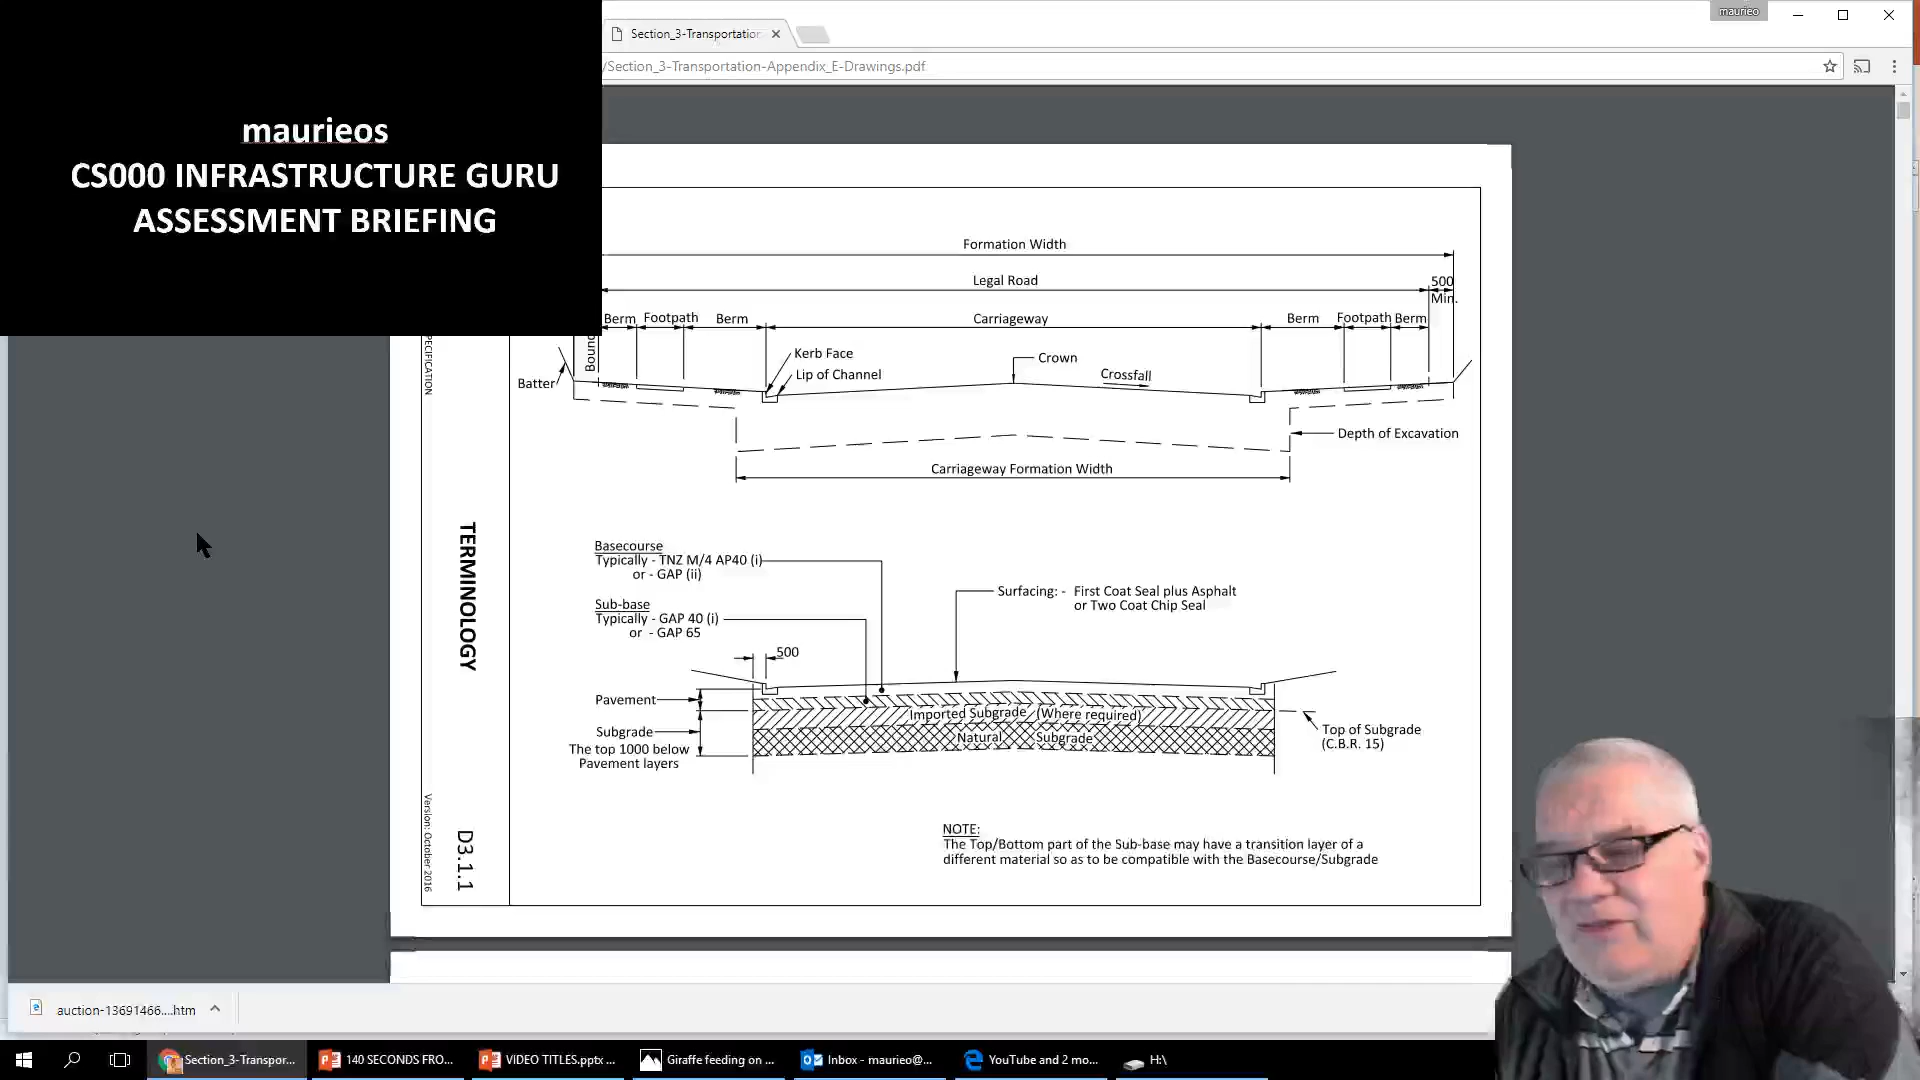 maurieo
Section_3-Transportation
/Section_3-Transportation-Appendix_E-Drawings.pdf
maurieos
CS000 INFRASTRUCTURE GURU
ASSESSMENT BRIEFING
Formation Width
Legal Road
500
Min.
Berm
Footpath
Berm
Carriageway
Berm
Footpath
Berm
Kerb Face
Lip of Channel
Crown
Crossfall
Batter
Depth of Excavation
Carriageway Formation Width
TERMINOLOGY
D3.1.1
Version: October 2016
Basecourse
Typically - TNZ M/4 AP40 (i)
or - GAP (ii)
Sub-base
Typically - GAP 40 (i)
or - GAP 65
Surfacing: - First Coat Seal plus Asphalt
or Two Coat Chip Seal
500
Pavement
Subgrade
The top 1000 below
Pavement layers
Imported Subgrade (Where required)
Natural Subgrade
Top of Subgrade
(C.B.R. 15)
NOTE:
The Top/Bottom part of the Sub-base may have a transition layer of a
different material so as to be compatible with the Basecourse/Subgrade
auction-13691466....htm
Section_3-Transpor...
140 SECONDS FRO...
VIDEO TITLES.pptx ...
Giraffe feeding on ...
Inbox - maurieo@...
YouTube and 2 mo...
H:\